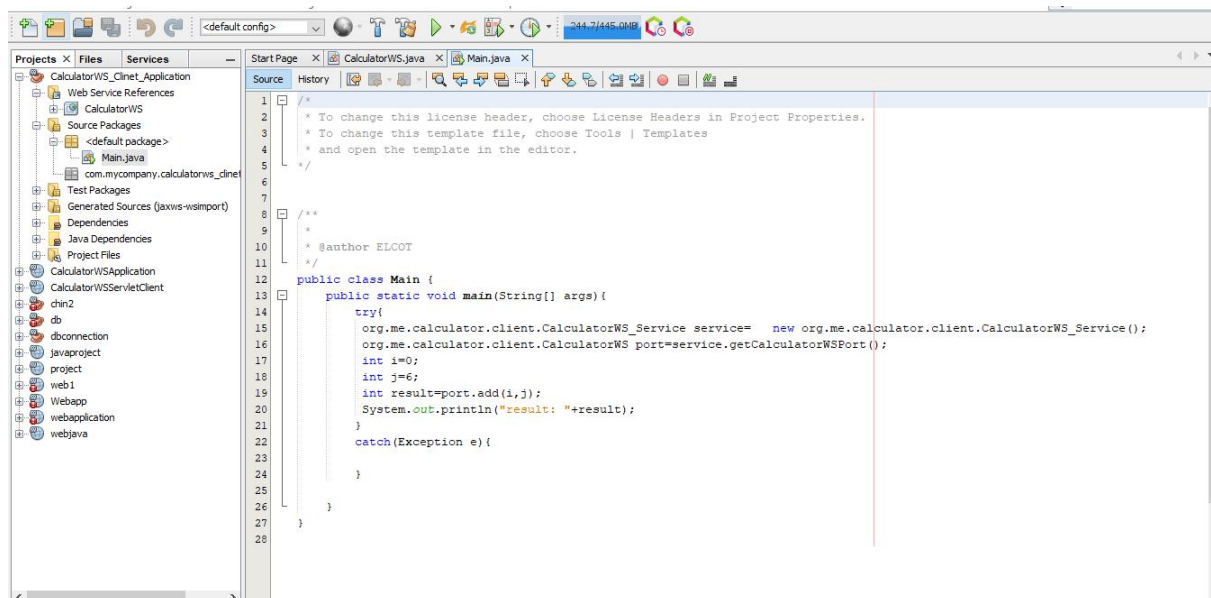 <default config>
244.7/445.0MB
Projects Files Services
CalculatorWS_Clinet_Application
Web Service References
CalculatorWS
Source Packages
<default package>
Main.java
com.mycompany.calculatorws_clinet
Test Packages
Generated Sources (jaxws-wsimport)
Dependencies
Java Dependencies
Project Files
CalculatorWSApplication
CalculatorWSServletClient
chin2
db
dbconnection
javaproject
project
web1
Webapp
webapplication
webjava
Start Page CalculatorWS.java Main.java
Source History
1 /*
2 * To change this license header, choose License Headers in Project Properties.
3 * To change this template file, choose Tools | Templates
4 * and open the template in the editor.
5 */
6
7
8 /**
9 *
10 * @author ELCOT
11 */
12 public class Main {
13 public static void main(String[] args){
14 try{
15 org.me.calculator.client.CalculatorWS_Service service= new org.me.calculator.client.CalculatorWS_Service();
16 org.me.calculator.client.CalculatorWS port=service.getCalculatorWSPort();
17 int i=0;
18 int j=6;
19 int result=port.add(i,j);
20 System.out.println("result: "+result);
21 }
22 catch(Exception e){
23
24 }
25
26 }
27 }
28